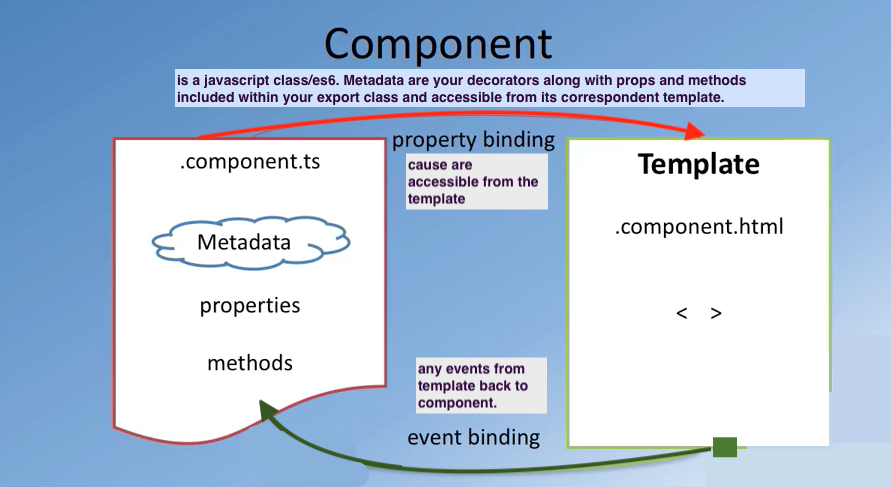 Component
is a javascript class/es6. Metadata are your decorators along with props and methods
included within your export class and accessible from its correspondent template.
property binding
cause are
accessible from the
template
.component.ts
Metadata
properties
methods
Template
.component.html
< >
any events from
template back to
component.
event binding